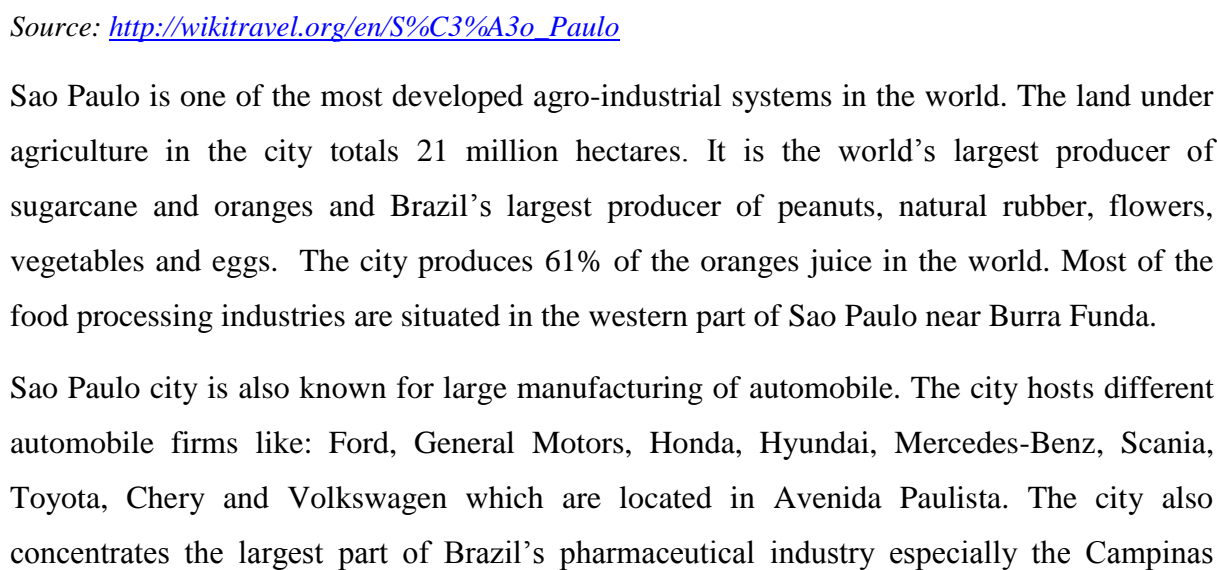 Source: http://wikitravel.org/en/S%C3%A3o_Paulo
Sao Paulo is one of the most developed agro-industrial systems in the world. The land under
agriculture in the city totals 21 million hectares. It is the world’s largest producer of
sugarcane and oranges and Brazil’s largest producer of peanuts, natural rubber, flowers,
vegetables and eggs.  The city produces 61% of the oranges juice in the world. Most of the
food processing industries are situated in the western part of Sao Paulo near Burra Funda.
Sao Paulo city is also known for large manufacturing of automobile. The city hosts different
automobile firms like: Ford, General Motors, Honda, Hyundai, Mercedes-Benz, Scania,
Toyota, Chery and Volkswagen which are located in Avenida Paulista. The city also
concentrates the largest part of Brazil’s pharmaceutical industry especially the Campinas